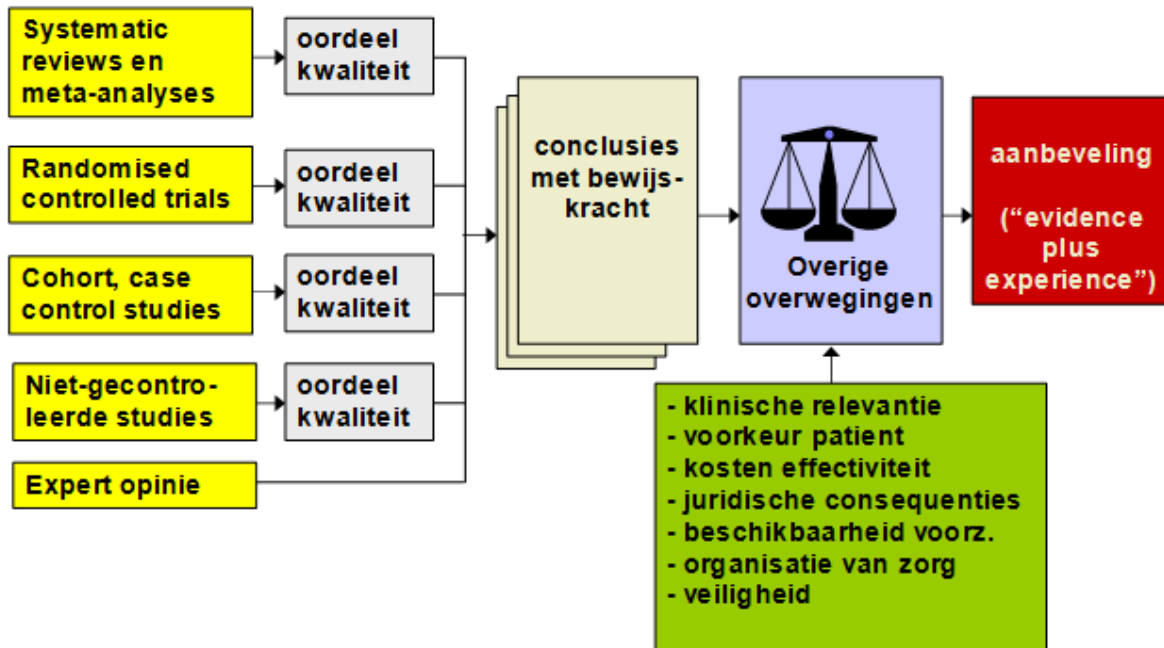 Systematic
reviews en
meta-analyses
oordeel
kwaliteit
Randomised
controlled trials
oordeel
kwaliteit
Cohort, case
control studies
oordeel
kwaliteit
Niet-gecontro-
leerde studies
oordeel
kwaliteit
Expert opinie
conclusies
met bewijs-
kracht
Overige
overwegingen
aanbeveling
(“evidence
plus
experience”)
- klinische relevantie
- voorkeur patient
- kosten effectiviteit
- juridische consequenties
- beschikbaarheid voorz.
- organisatie van zorg
- veiligheid